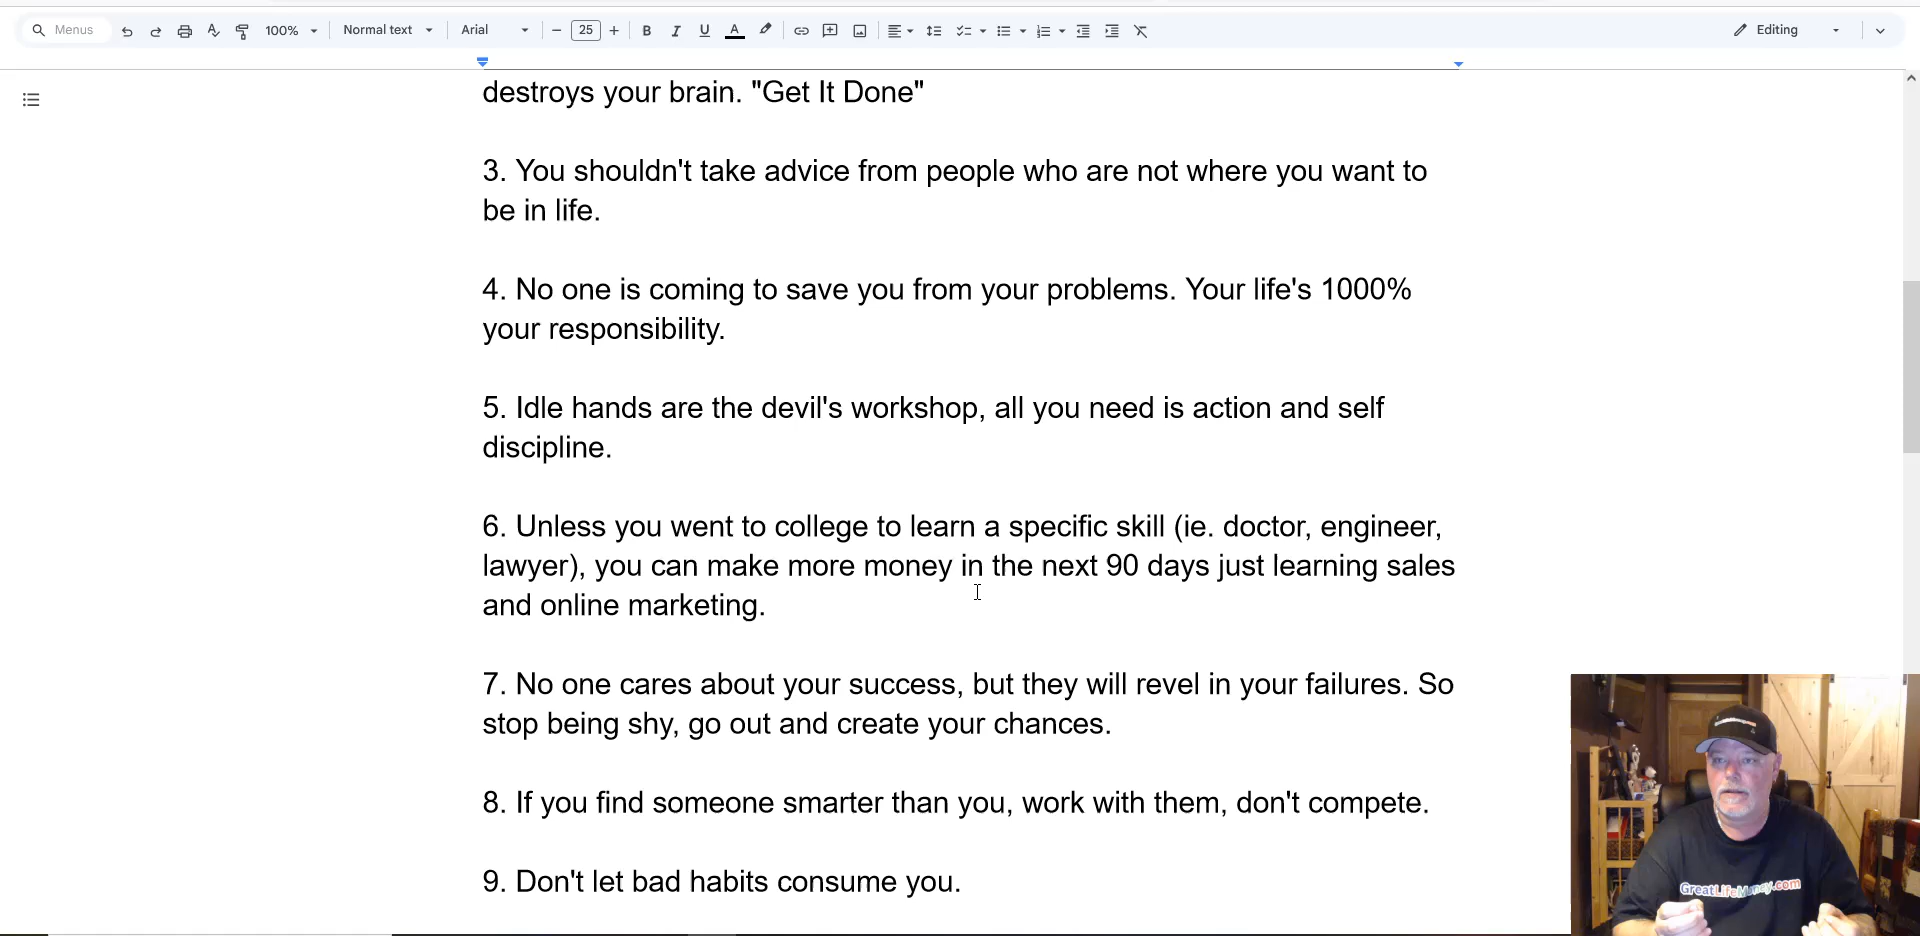 Menus 100% Normal text Arial − 25 + B I U A Editing
destroys your brain. "Get It Done"
3. You shouldn't take advice from people who are not where you want to
be in life.
4. No one is coming to save you from your problems. Your life's 1000%
your responsibility.
5. Idle hands are the devil's workshop, all you need is action and self
discipline.
6. Unless you went to college to learn a specific skill (ie. doctor, engineer,
lawyer), you can make more money in the next 90 days just learning sales
and online marketing.
7. No one cares about your success, but they will revel in your failures. So
stop being shy, go out and create your chances.
8. If you find someone smarter than you, work with them, don't compete.
9. Don't let bad habits consume you.
GreatLifeMoney.com